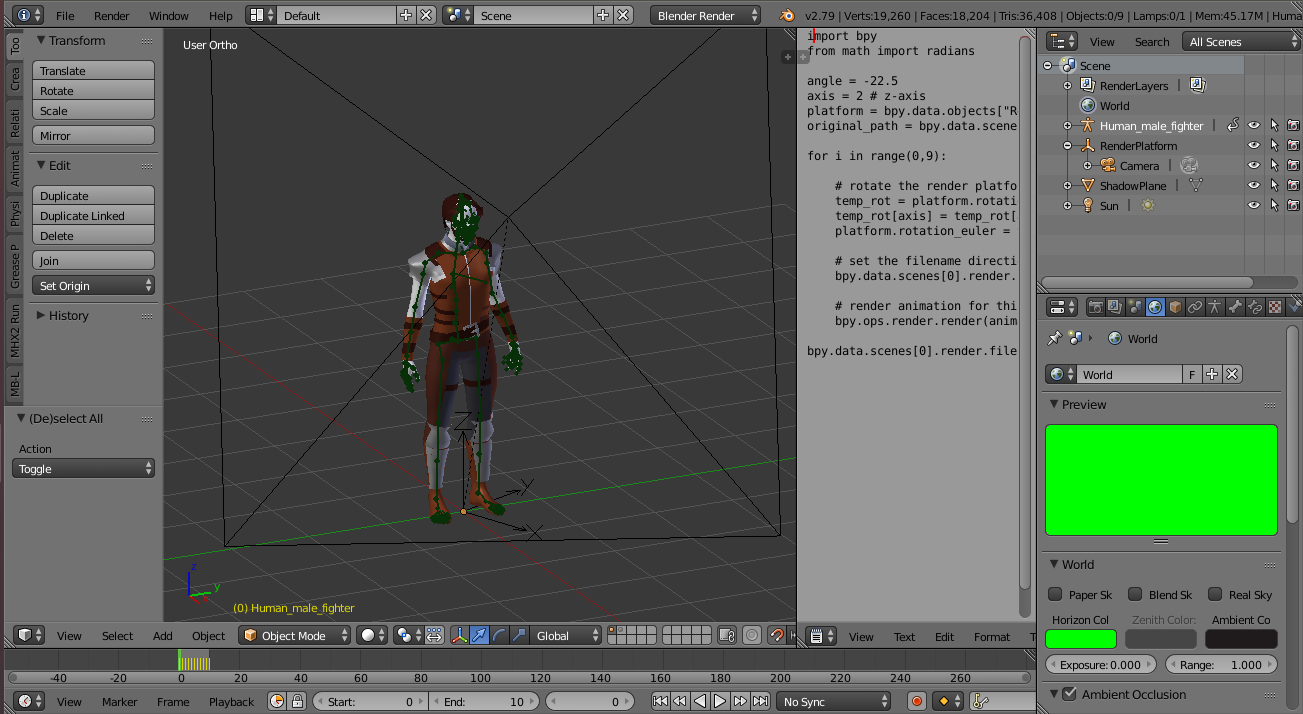 File Render Window Help Default Scene Blender Render v2.79 | Verts:19,260 | Faces:18,204 | Tris:36,408 | Objects:0/9 | Lamps:0/1 | Mem:45.17M | Huma
Too
Crea
Relati
Animat
Physi
Grease P
MHX2 Run
MB-L
Transform
Translate
Rotate
Scale
Mirror
Edit
Duplicate
Duplicate Linked
Delete
Join
Set Origin
History
(De)select All
Action
Toggle
User Ortho
Z
Y
X
z
y
(0) Human_male_fighter
View Select Add Object Object Mode Global
import bpy
from math import radians
angle = -22.5
axis = 2 # z-axis
platform = bpy.data.objects["R
original_path = bpy.data.scene
for i in range(0,9):
# rotate the render platfo
temp_rot = platform.rotati
temp_rot[axis] = temp_rot[
platform.rotation_euler =
# set the filename directi
bpy.data.scenes[0].render.
# render animation for thi
bpy.ops.render.render(anim
bpy.data.scenes[0].render.file
View Text Edit Format T
View Search All Scenes
Scene
RenderLayers
World
Human_male_fighter
RenderPlatform
Camera
ShadowPlane
Sun
World
World F
Preview
World
Paper Sk Blend Sk Real Sky
Horizon Col Zenith Color: Ambient Co
Exposure: 0.000 Range: 1.000
Ambient Occlusion
-40 -20 0 20 40 60 80 100 120 140 160 180 200 220 240 260
View Marker Frame Playback Start: 0 End: 10 0 No Sync